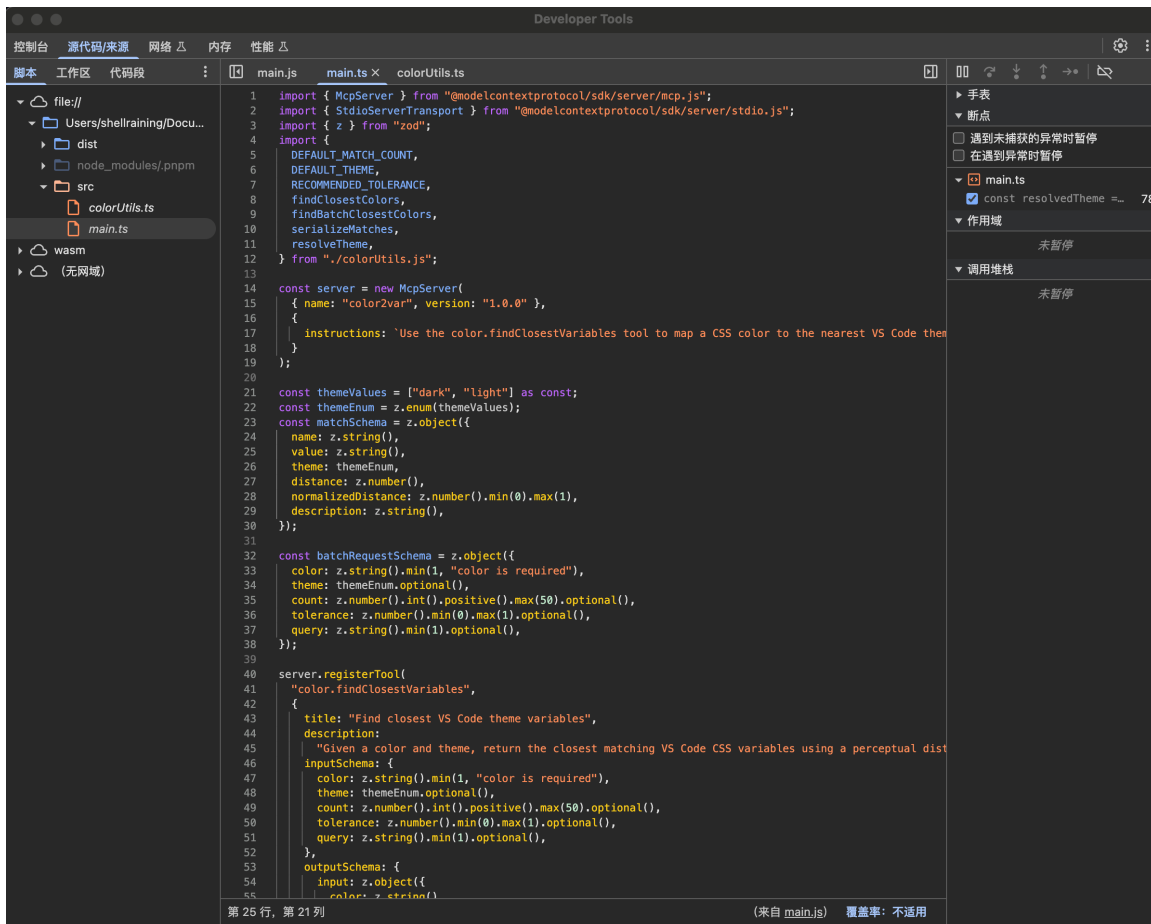 Developer Tools
控制台 源代码/来源 网络 内存 性能
脚本 工作区 代码段 main.js main.ts × colorUtils.ts
file://
Users/shellraining/Docu...
dist
node_modules/.pnpm
src
colorUtils.ts
main.ts
wasm
(无网域)
1 import { McpServer } from "@modelcontextprotocol/sdk/server/mcp.js";
2 import { StdioServerTransport } from "@modelcontextprotocol/sdk/server/stdio.js";
3 import { z } from "zod";
4 import {
5 DEFAULT_MATCH_COUNT,
6 DEFAULT_THEME,
7 RECOMMENDED_TOLERANCE,
8 findClosestColors,
9 findBatchClosestColors,
10 serializeMatches,
11 resolveTheme,
12 } from "./colorUtils.js";
13
14 const server = new McpServer(
15 { name: "color2var", version: "1.0.0" },
16 {
17 instructions: `Use the color.findClosestVariables tool to map a CSS color to the nearest VS Code them
18 }
19 );
20
21 const themeValues = ["dark", "light"] as const;
22 const themeEnum = z.enum(themeValues);
23 const matchSchema = z.object({
24 name: z.string(),
25 value: z.string(),
26 theme: themeEnum,
27 distance: z.number(),
28 normalizedDistance: z.number().min(0).max(1),
29 description: z.string(),
30 });
31
32 const batchRequestSchema = z.object({
33 color: z.string().min(1, "color is required"),
34 theme: themeEnum.optional(),
35 count: z.number().int().positive().max(50).optional(),
36 tolerance: z.number().min(0).max(1).optional(),
37 query: z.string().min(1).optional(),
38 });
39
40 server.registerTool(
41 "color.findClosestVariables",
42 {
43 title: "Find closest VS Code theme variables",
44 description:
45 "Given a color and theme, return the closest matching VS Code CSS variables using a perceptual dist
46 inputSchema: {
47 color: z.string().min(1, "color is required"),
48 theme: themeEnum.optional(),
49 count: z.number().int().positive().max(50).optional(),
50 tolerance: z.number().min(0).max(1).optional(),
51 query: z.string().min(1).optional(),
52 },
53 outputSchema: {
54 input: z.object({
55 color: z.string()
手表
断点
遇到未捕获的异常时暂停
在遇到异常时暂停
main.ts
const resolvedTheme =… 78
作用域
未暂停
调用堆栈
未暂停
第 25 行，第 21 列 (来自 main.js) 覆盖率：不适用